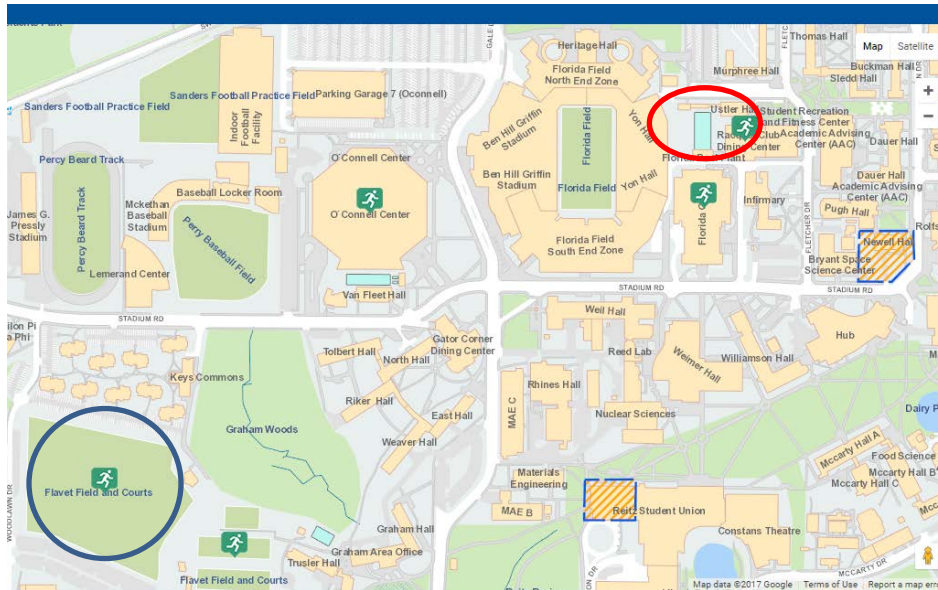 Heritage Hall
Thomas Hall
Map
Satellite
Buckman Hall
Sledd Hall
Murphree Hall
Florida Field
North End Zone
Sanders Football Practice Field
Sanders Football Practice Field
Parking Garage 7 (Oconnell)
Indoor
Football
Facility
Ben Hill Griffin
Stadium
Florida Field
Yon Hall
Student Recreation
and Fitness Center
Dining Center
Academic Advising
Center (AAC)
Dauer Hall
Percy Beard Track
O'Connell Center
Ben Hill Griffin
Stadium
Florida Field
Yon Hall
Infirmary
Dauer Hall
Academic Advising
Center (AAC)
Pugh Hall
Baseball Locker Room
Mckethan
Baseball
Stadium
O'Connell Center
James G.
Pressly
Stadium
Percy Beard Track
Perry Baseball Field
Lemerand Center
Florida Field
South End Zone
FLETCHER DR
Newell Hall
Bryant Space
Science Center
Van Fleet Hall
STADIUM RD
STADIUM RD
STADIUM RD
Weil Hall
Hub
Tolbert Hall
North Hall
Gator Corner
Dining Center
Reed Lab
Weimer Hall
Williamson Hall
Keys Commons
Rhines Hall
MAE C
Riker Hall
East Hall
Nuclear Sciences
Graham Woods
Weaver Hall
Mccarty Hall A
Food Science
Mccarty Hall B
Mccarty Hall C
Flavet Field and Courts
WOODLAWN DR
Materials
Engineering
MAE B
Reitz Student Union
Constans Theatre
Graham Hall
Graham Area Office
Trusler Hall
Flavet Field and Courts
MCCARTY DR
Map data ©2017 Google
Terms of Use
Report a map